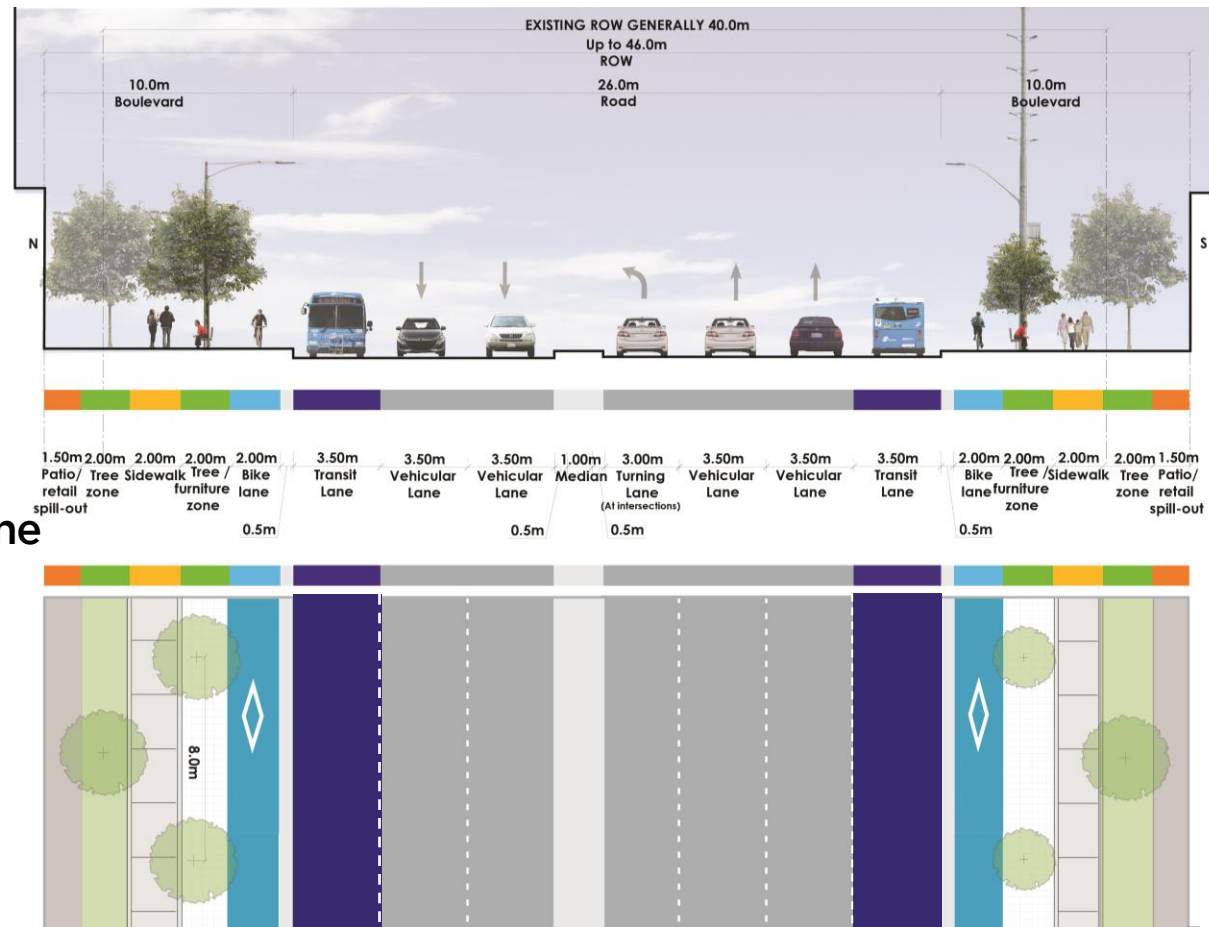 EXISTING ROW GENERALLY 40.0m
Up to 46.0m
ROW
10.0m
Boulevard
26.0m
Road
10.0m
Boulevard
N
S
1.50m
Patio/
retail
spill-out
2.00m
Tree
zone
2.00m
Sidewalk
2.00m
Tree /
furniture
zone
2.00m
Bike
lane
0.5m
3.50m
Transit
Lane
3.50m
Vehicular
Lane
3.50m
Vehicular
Lane
0.5m
1.00m
Median
0.5m
3.00m
Turning
Lane
(At intersections)
3.50m
Vehicular
Lane
3.50m
Vehicular
Lane
3.50m
Transit
Lane
0.5m
2.00m
Bike
lane
2.00m
Tree /
furniture
zone
2.00m
Sidewalk
2.00m
Tree
zone
1.50m
Patio/
retail
spill-out
ne
8.0m